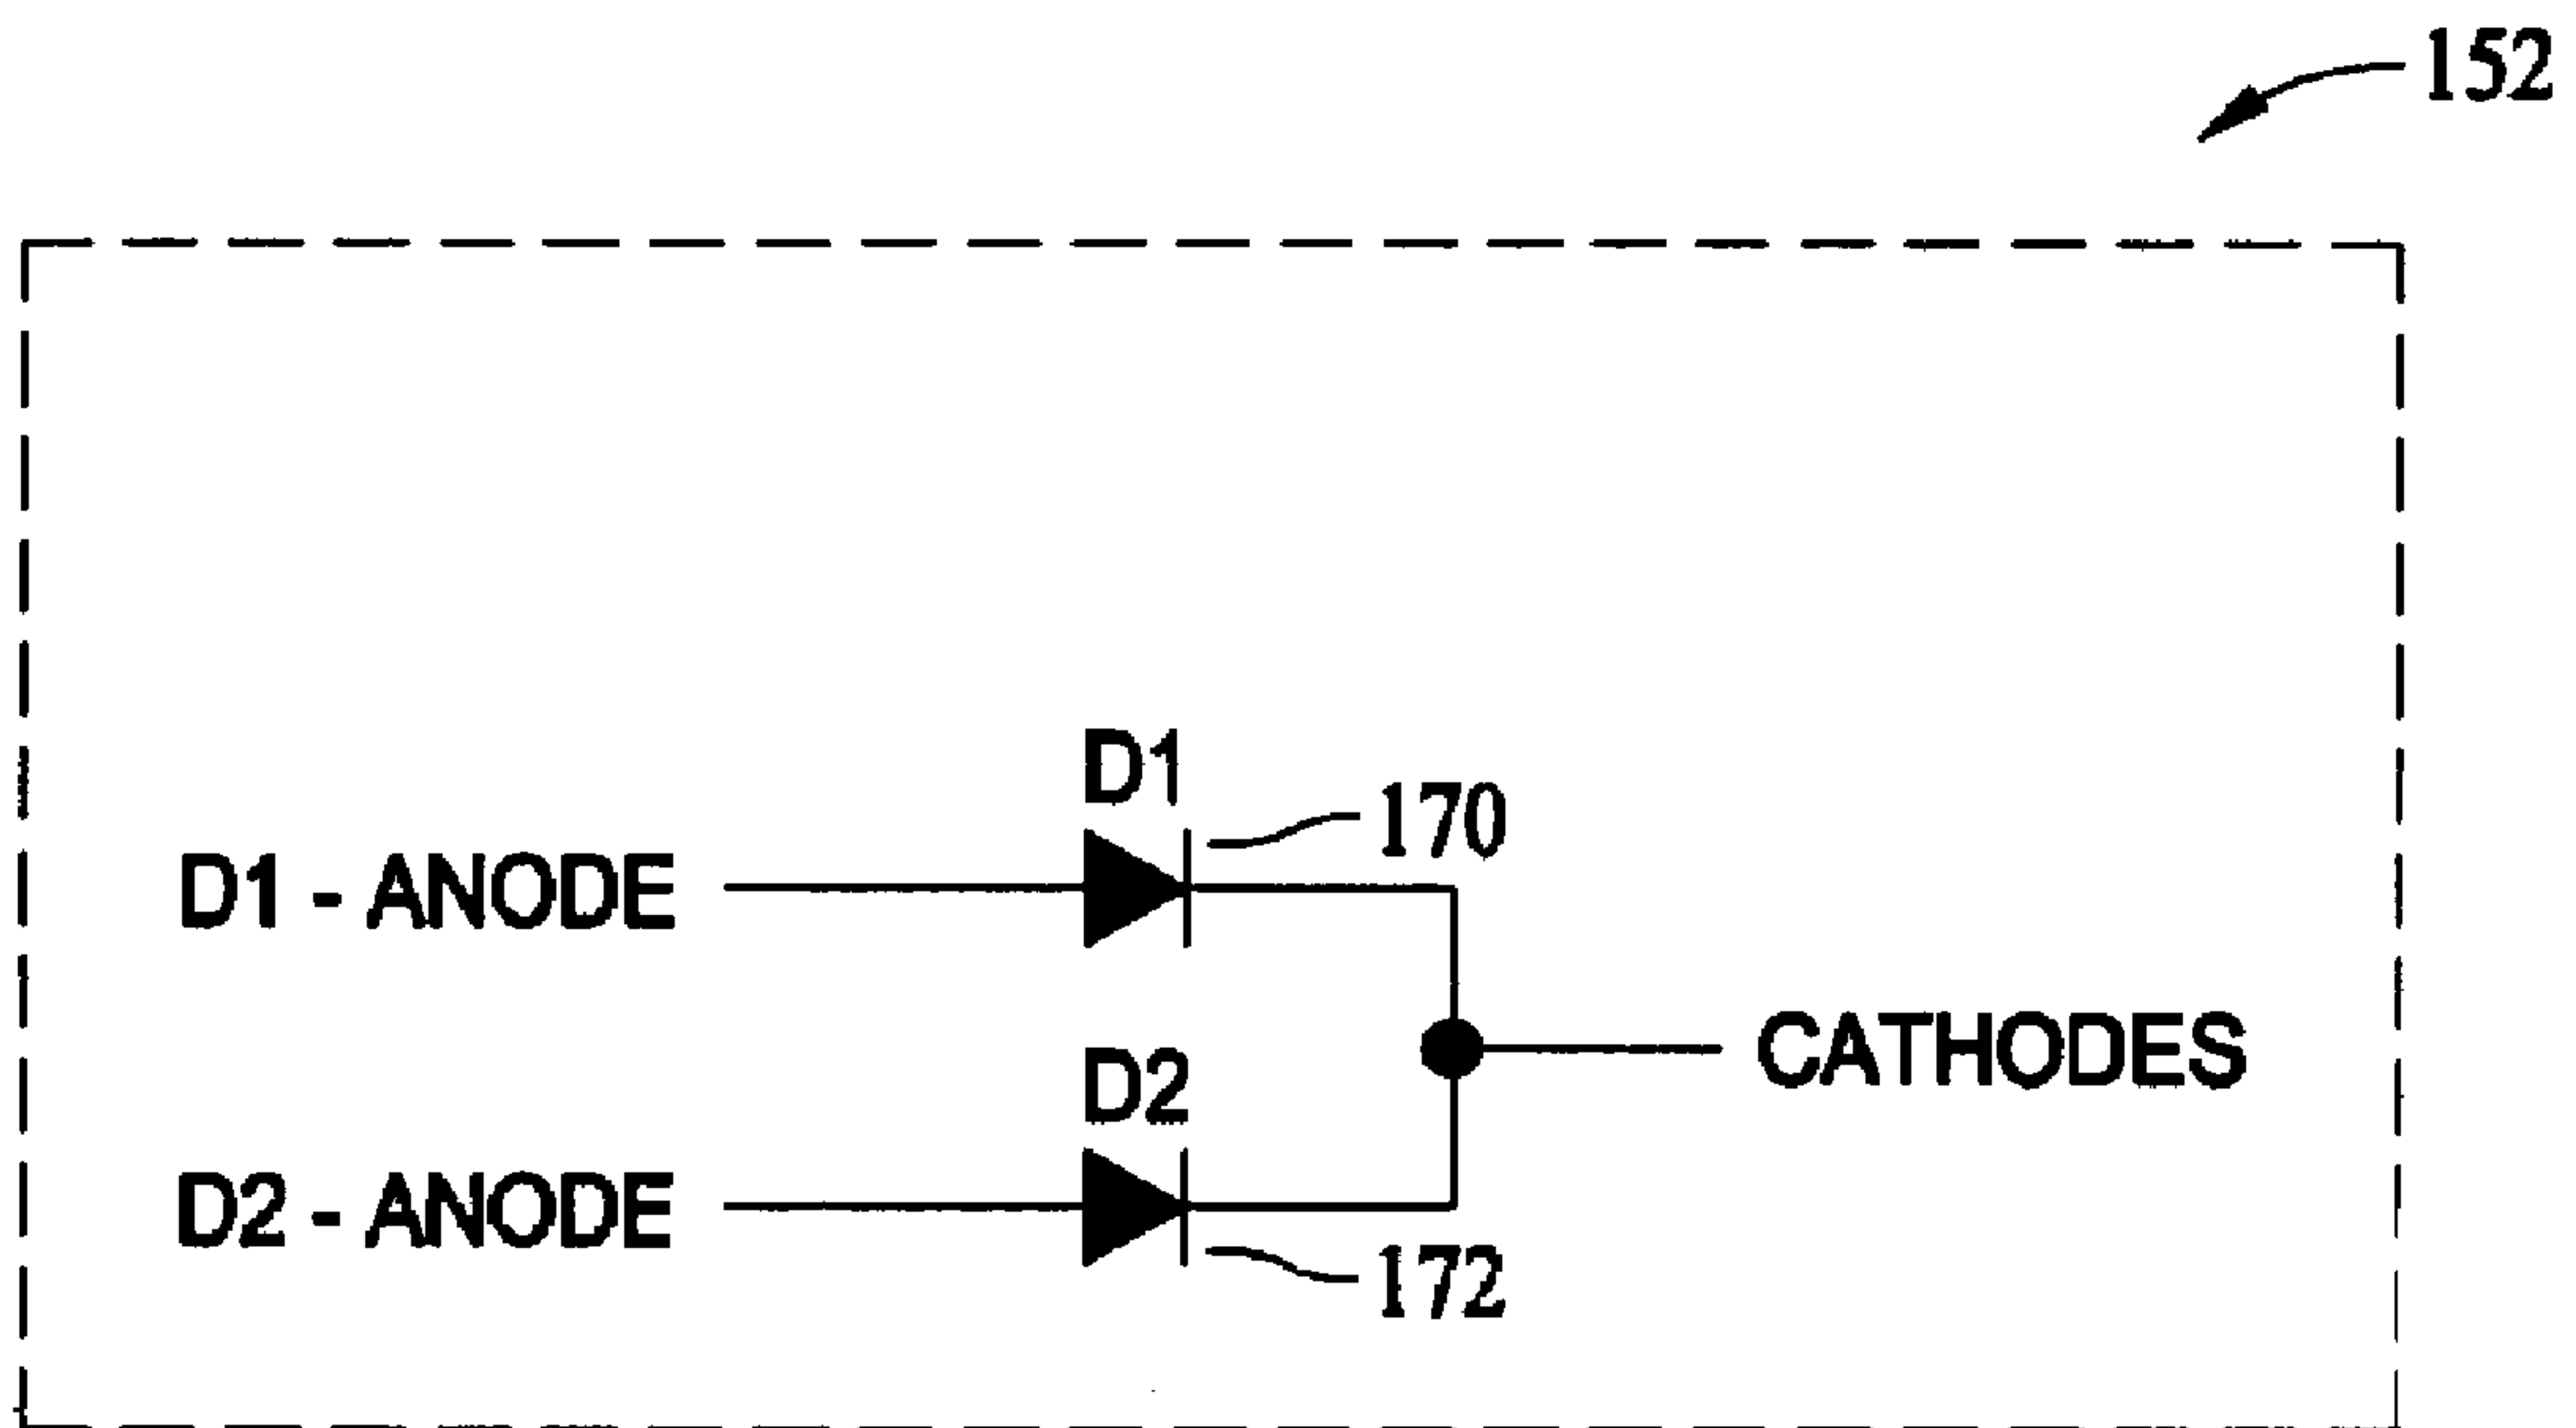 152
D1
170
D1 - ANODE
CATHODES
D2
D2 - ANODE
172